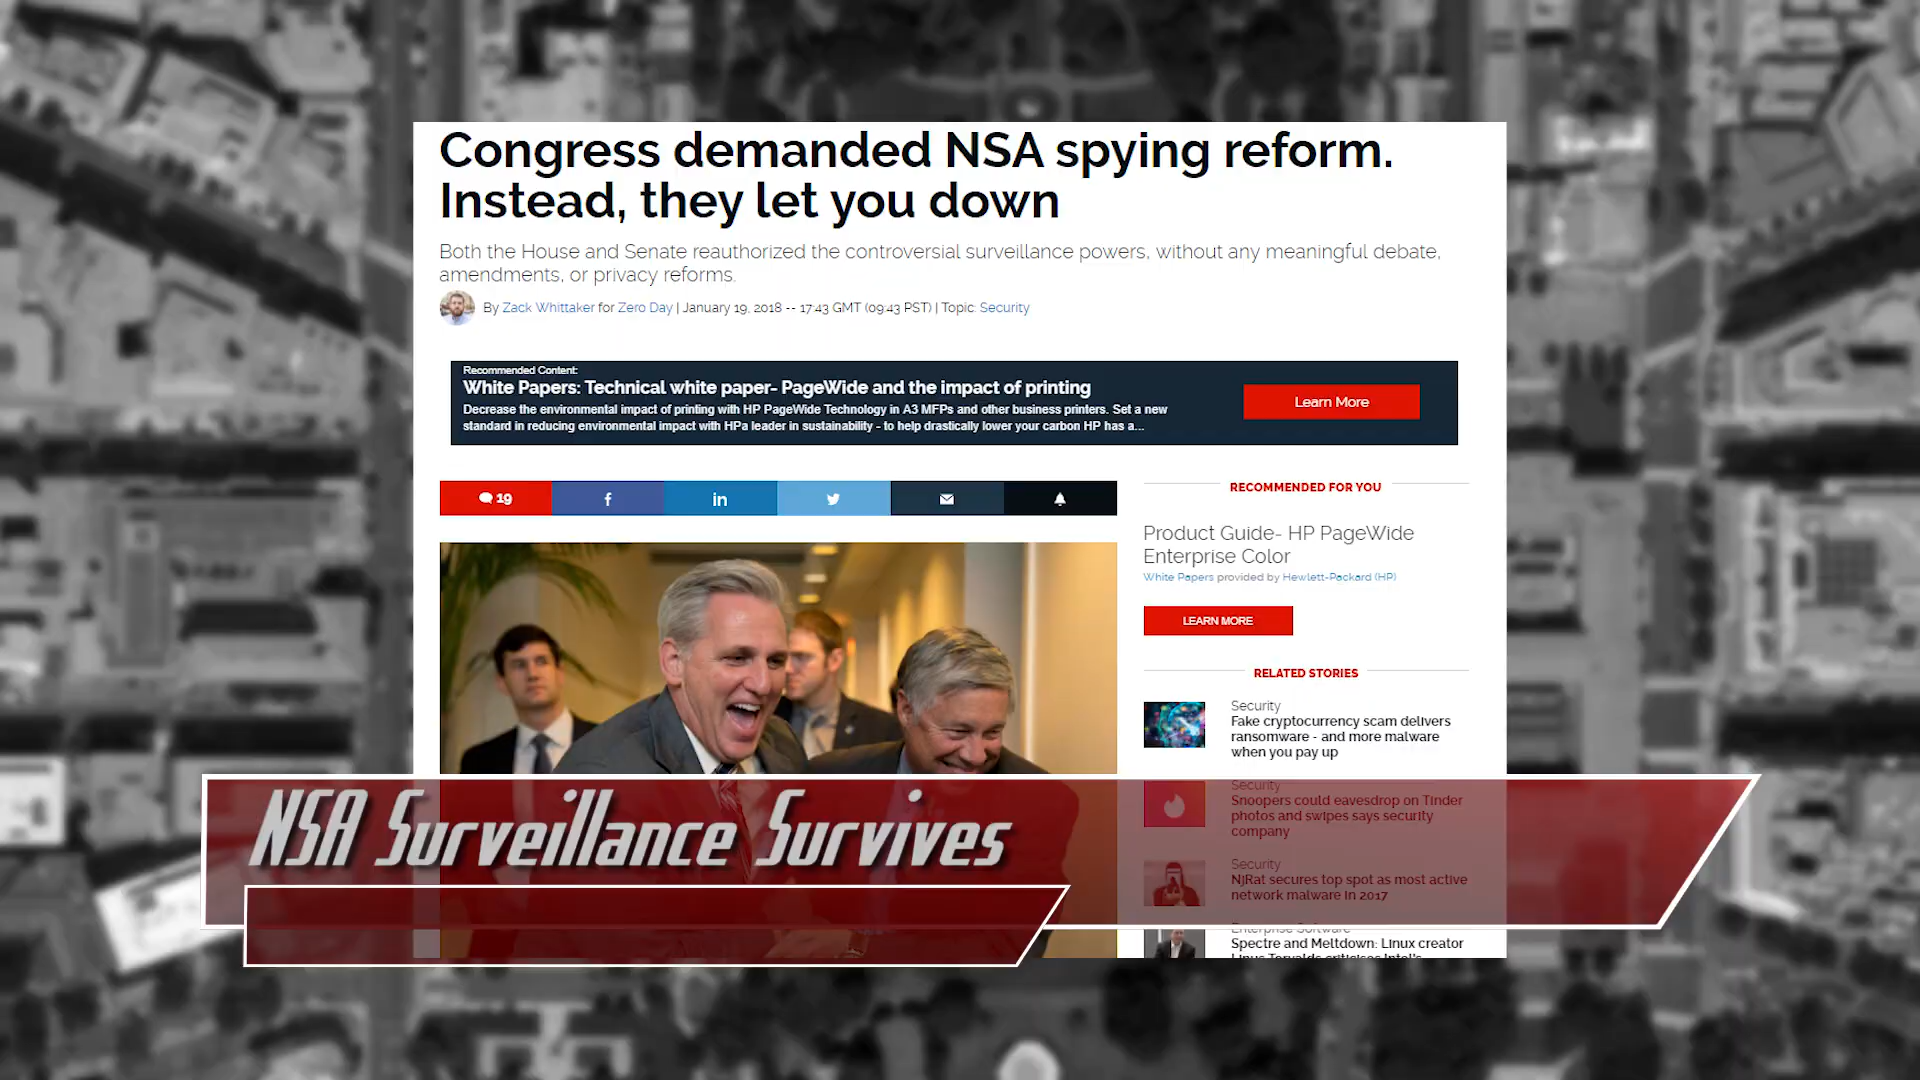 Congress demanded NSA spying reform.
Instead, they let you down
Both the House and Senate reauthorized the controversial surveillance powers, without any meaningful debate,
amendments, or privacy reforms.
By Zack Whittaker for Zero Day | January 19, 2018 -- 17:43 GMT (09:43 PST) | Topic: Security
Recommended Content:
White Papers: Technical white paper- PageWide and the impact of printing
Decrease the environmental impact of printing with HP PageWide Technology in A3 MFPs and other business printers. Set a new
standard in reducing environmental impact with HPa leader in sustainability - to help drastically lower your carbon HP has a...
Learn More
19
f
in
RECOMMENDED FOR YOU
Product Guide- HP PageWide
Enterprise Color
White Papers provided by Hewlett-Packard (HP)
LEARN MORE
RELATED STORIES
Security
Fake cryptocurrency scam delivers
ransomware - and more malware
when you pay up
Security
Snoopers could eavesdrop on Tinder
photos and swipes says security
company
Security
NjRat secures top spot as most active
network malware in 2017
Enterprise Software
Spectre and Meltdown: Linux creator
Linus Torvalds criticises Intel's
NSA Surveillance Survives